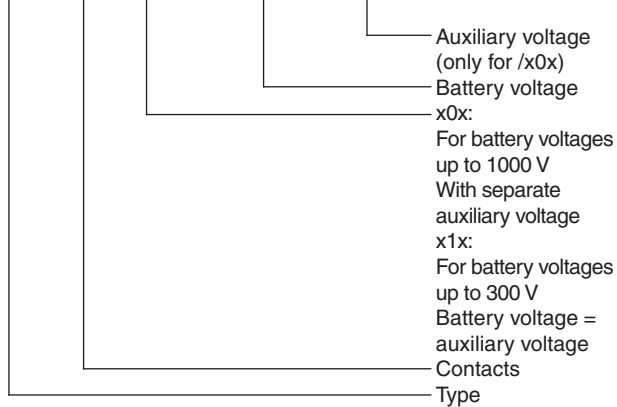 Auxiliary voltage
(only for /x0x)
Battery voltage
x0x:
For battery voltages
up to 1000 V
With separate
auxiliary voltage
x1x:
For battery voltages
up to 300 V
Battery voltage =
auxiliary voltage
Contacts
Type